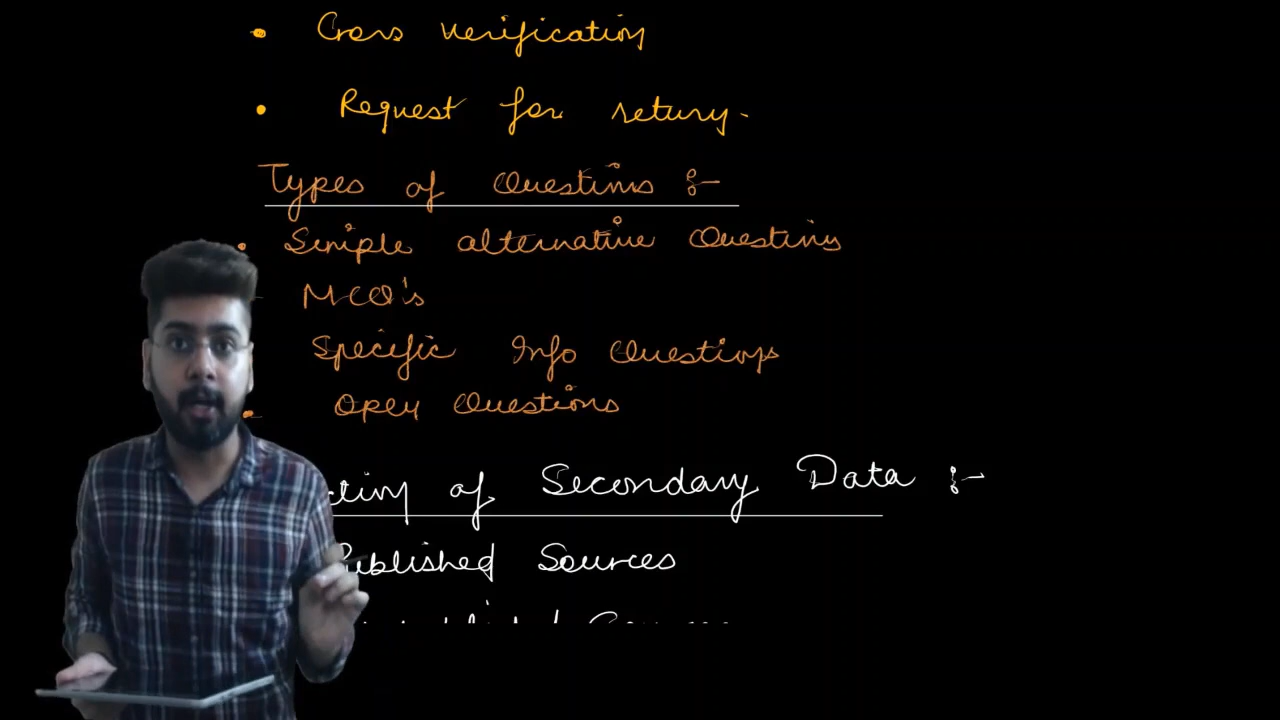 • Cross verification
• Request for return.
Types of Questions :-
• Simple alternative Questions
MCQ's
Specific Info Questions
• Open Questions
of Secondary Data :-
Published Sources